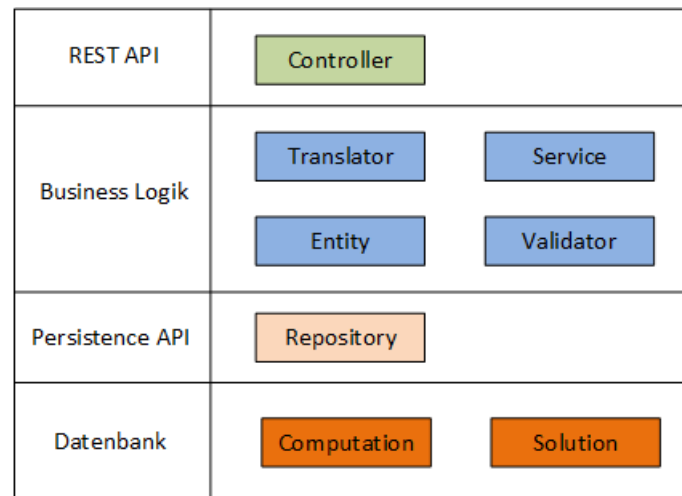 REST API
Controller
Business Logik
Translator
Service
Entity
Validator
Persistence API
Repository
Datenbank
Computation
Solution